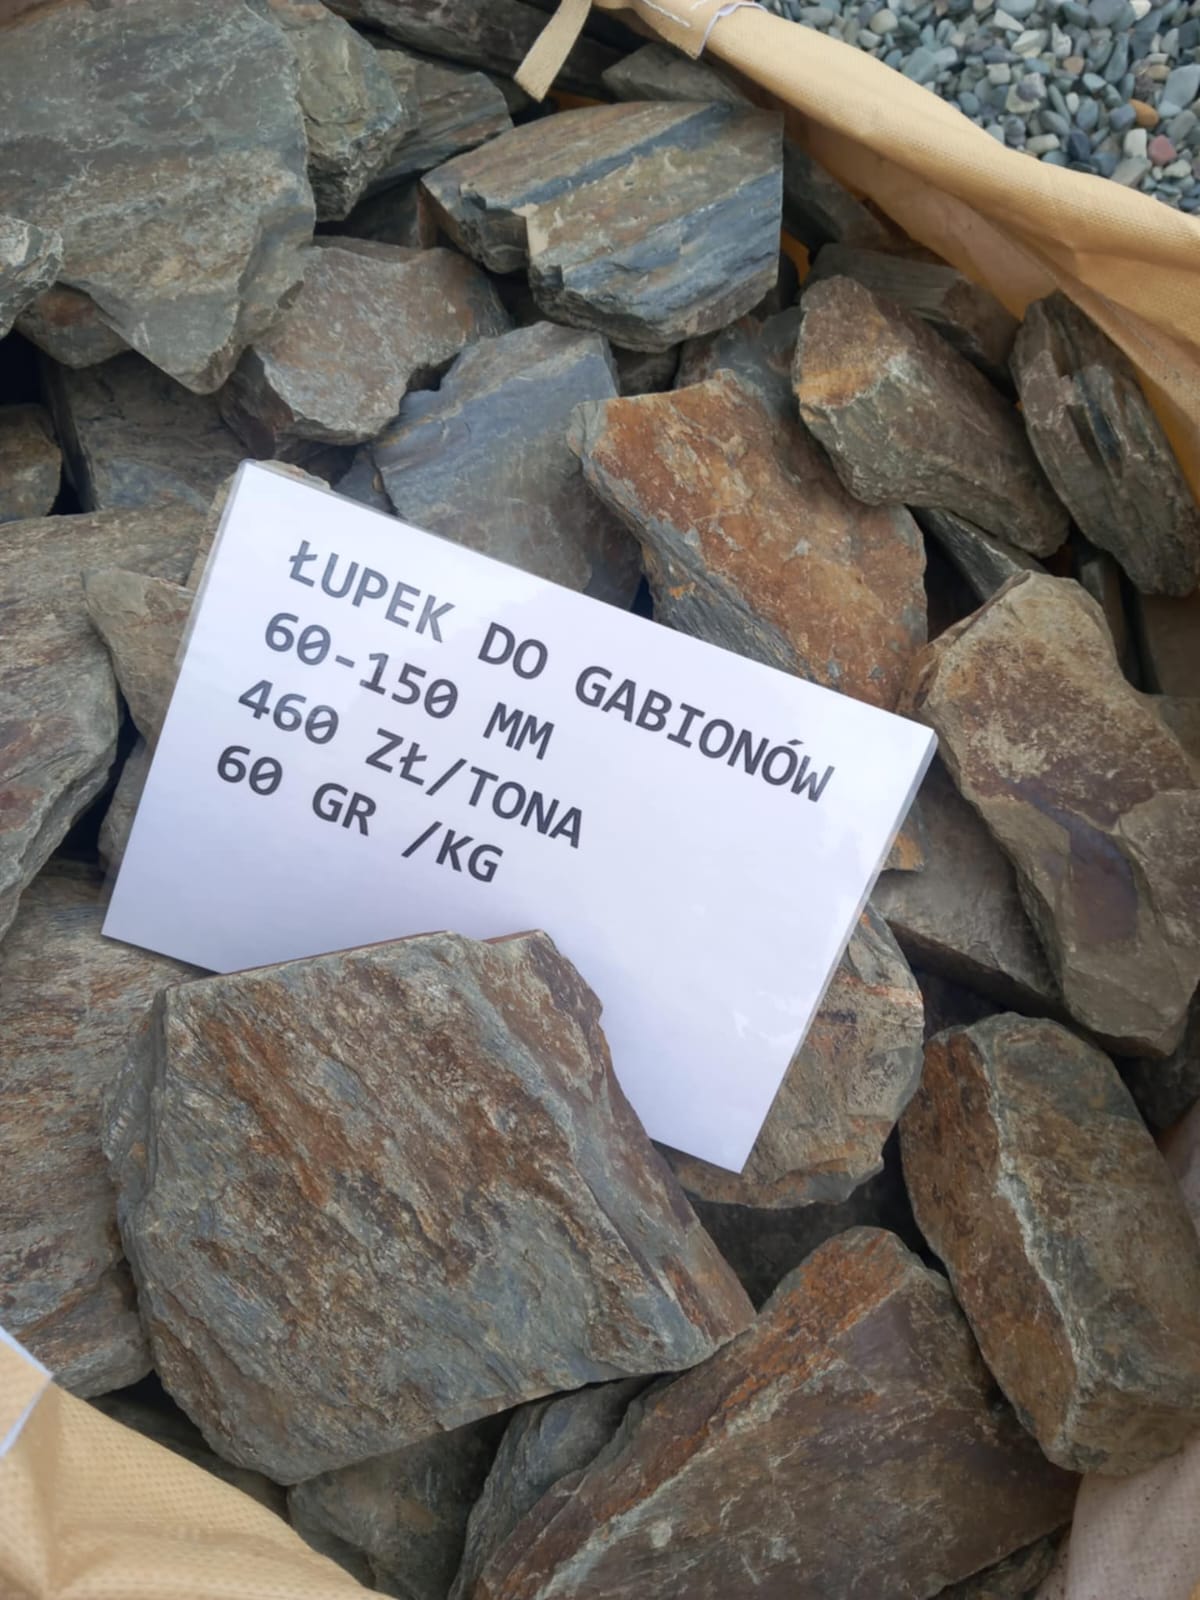 ŁUPEK DO GABIONÓW
60-150 MM
460 ZŁ/TONA
60 GR /KG